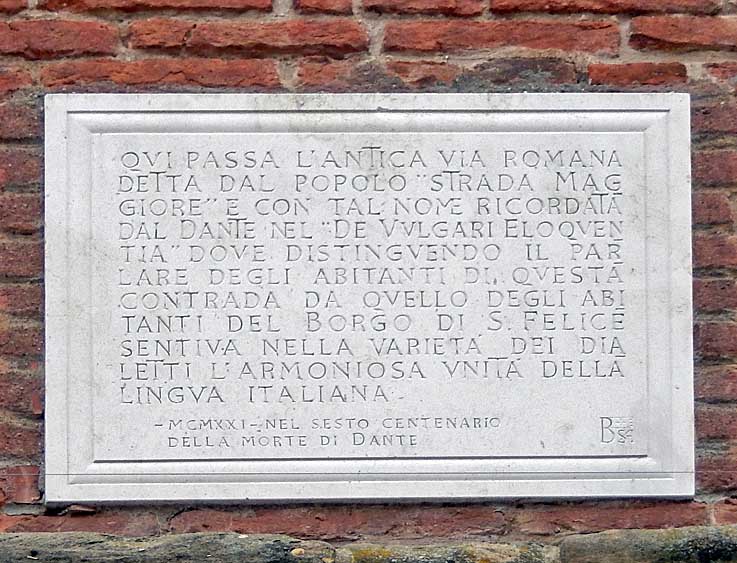 QVI PASSA L'ANTICA VIA ROMANA
DETTA DAL POPOLO "STRADA MAG
GIORE" E CON TAL NOME RICORDATA
DAL DANTE NEL "DE VVLGARI ELOQVEN
TIA" DOVE DISTINGVENDO IL PAR
LARE DEGLI ABITANTI DI QVESTA
CONTRADA DA QVELLO DEGLI ABI
TANTI DEL BORGO DI S. FELICE
SENTIVA NELLA VARIETA DEI DIA
LETTI L'ARMONIOSA VNITA DELLA
LINGVA ITALIANA
-MCMXXI- NEL SESTO CENTENARIO
DELLA MORTE DI DANTE